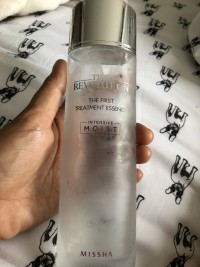 TIME
REVOLUTION
THE FIRST
TREATMENT ESSENCE
INTENSIVE
MOIST
MISSHA